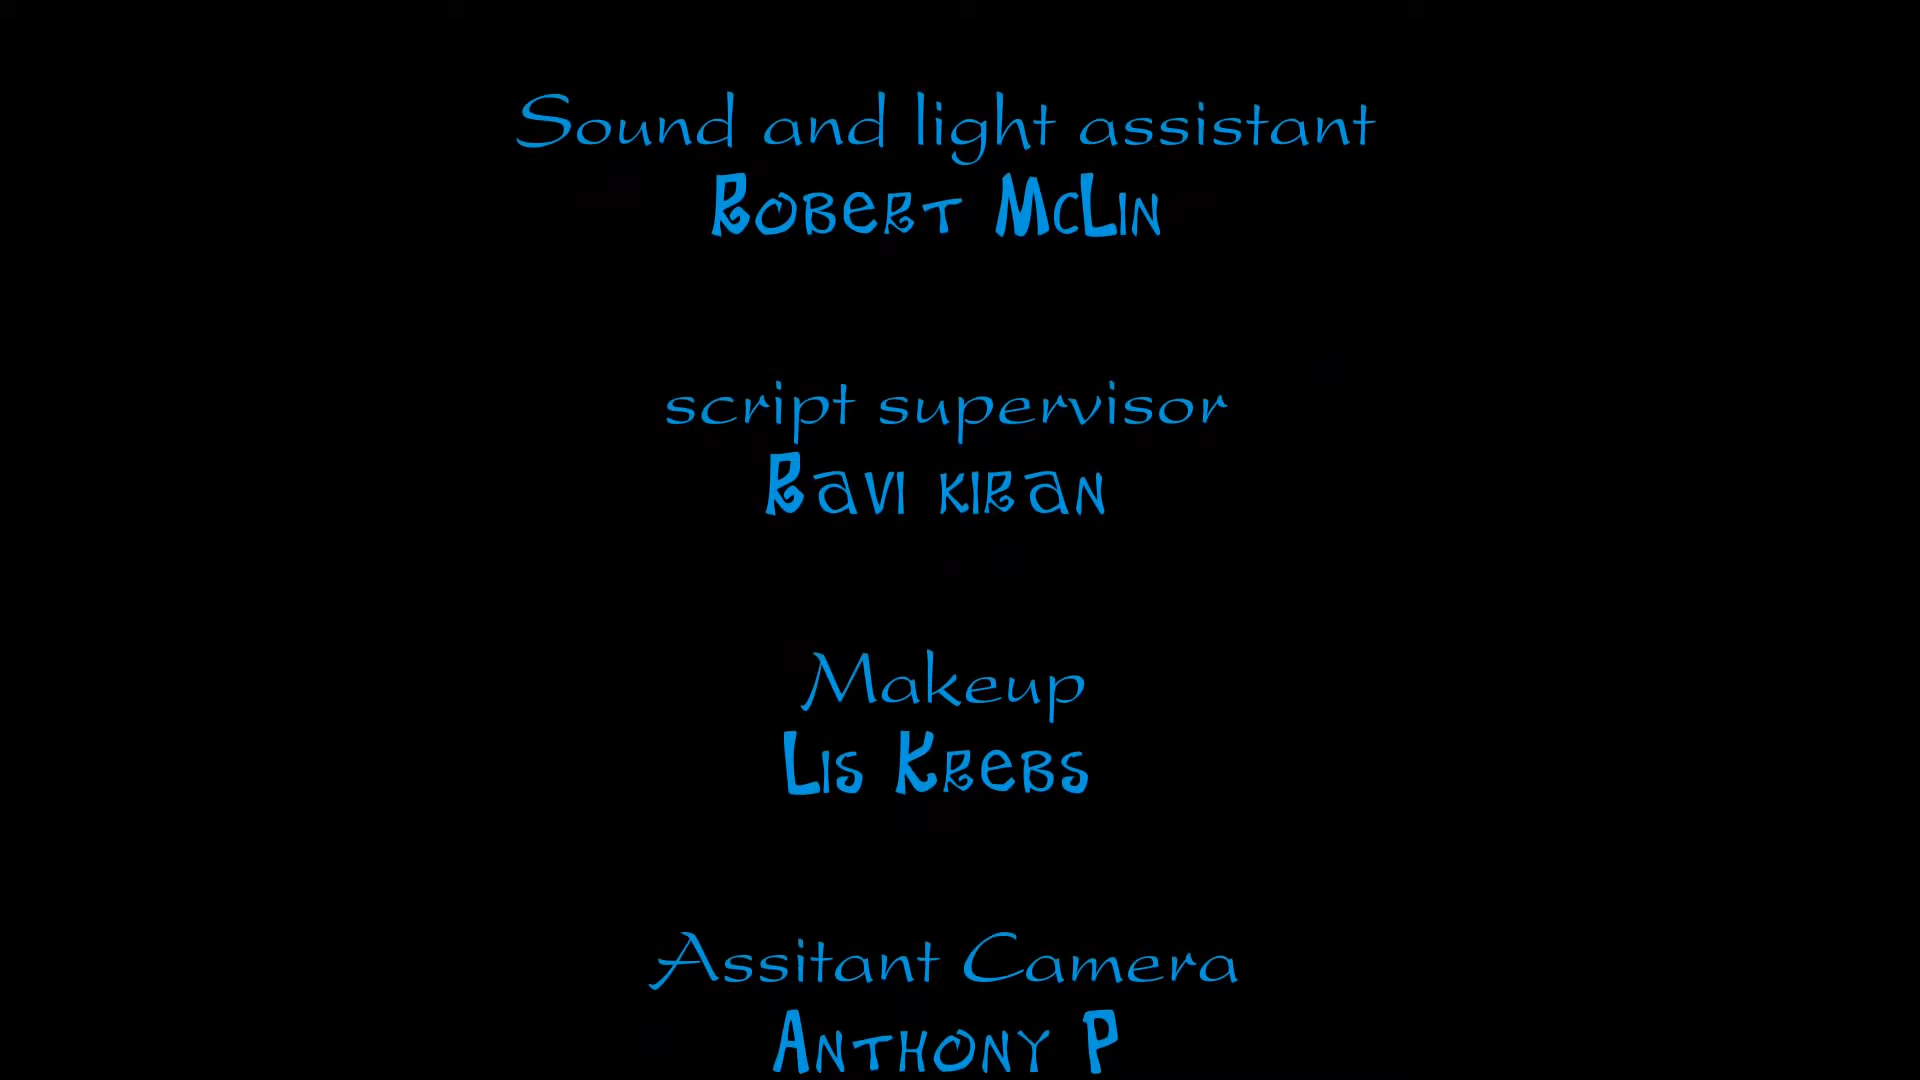 Sound and light assistant
Robert McLin
script supervisor
Ravi kiran
Makeup
Lis Krebs
Assitant Camera
Anthony P